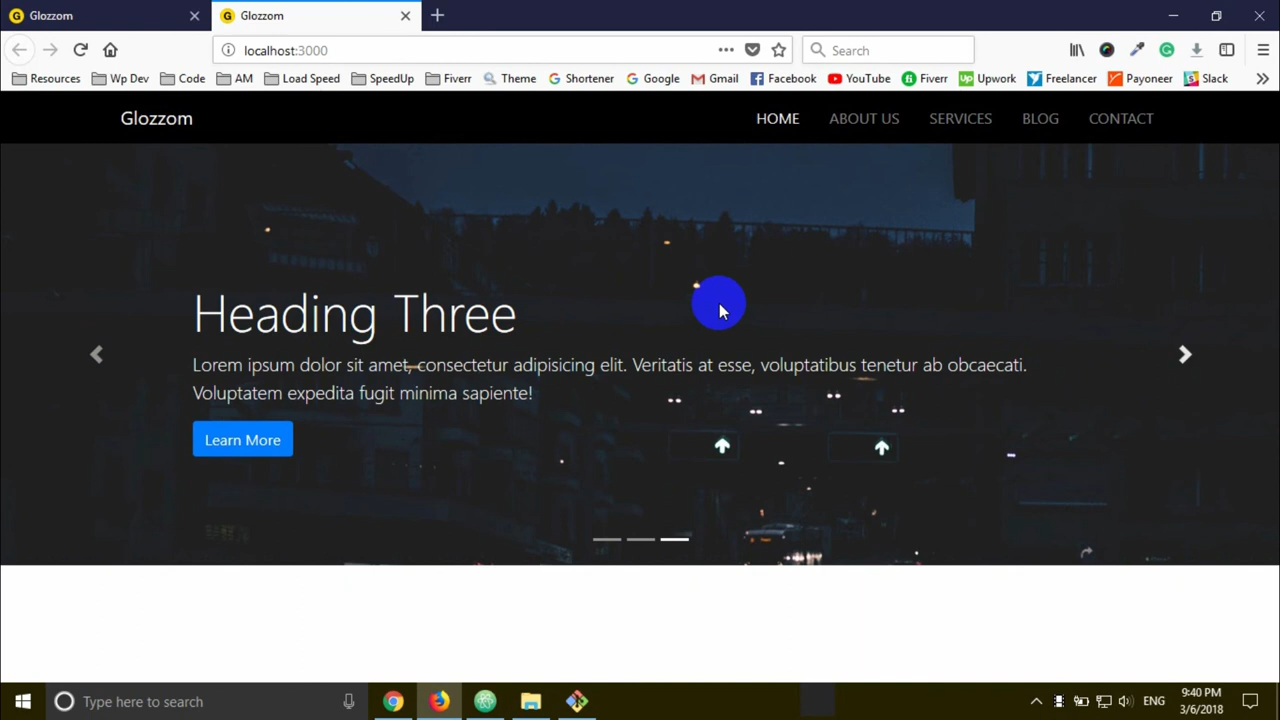 Glozzom
Glozzom
localhost:3000
Search
Resources
Wp Dev
Code
AM
Load Speed
SpeedUp
Fiverr
Theme
Shortener
Google
Gmail
Facebook
YouTube
Fiverr
Upwork
Freelancer
Payoneer
Slack
Glozzom
HOME
ABOUT US
SERVICES
BLOG
CONTACT
Heading Three
Lorem ipsum dolor sit amet, consectetur adipisicing elit. Veritatis at esse, voluptatibus tenetur ab obcaecati.
Voluptatem expedita fugit minima sapiente!
Learn More
Type here to search
ENG
9:40 PM
3/6/2018